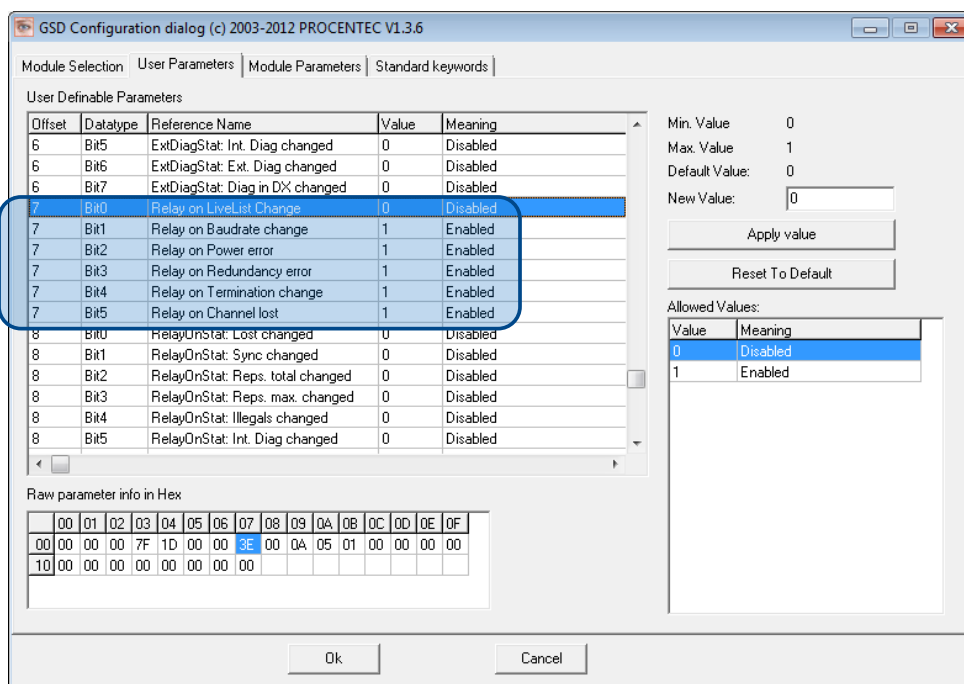 GSD Configuration dialog (c) 2003-2012 PROCENTEC V1.3.6
Module Selection User Parameters Module Parameters Standard keywords
User Definable Parameters
Offset Datatype Reference Name Value Meaning
6 Bit5 ExtDiagStat: Int. Diag changed 0 Disabled
6 Bit6 ExtDiagStat: Ext. Diag changed 0 Disabled
6 Bit7 ExtDiagStat: Diag in DX changed 0 Disabled
7 Bit0 Relay on LiveList Change 0 Disabled
7 Bit1 Relay on Baudrate change 1 Enabled
7 Bit2 Relay on Power error 1 Enabled
7 Bit3 Relay on Redundancy error 1 Enabled
7 Bit4 Relay on Termination change 1 Enabled
7 Bit5 Relay on Channel lost 1 Enabled
8 Bit0 RelayOnStat: Lost changed 0 Disabled
8 Bit1 RelayOnStat: Sync changed 0 Disabled
8 Bit2 RelayOnStat: Reps. total changed 0 Disabled
8 Bit3 RelayOnStat: Reps. max. changed 0 Disabled
8 Bit4 RelayOnStat: Illegals changed 0 Disabled
8 Bit5 RelayOnStat: Int. Diag changed 0 Disabled
Min. Value 0
Max. Value 1
Default Value: 0
New Value: 0
Apply value
Reset To Default
Allowed Values:
Value Meaning
0 Disabled
1 Enabled
Raw parameter info in Hex
00 01 02 03 04 05 06 07 08 09 0A 0B 0C 0D 0E 0F
00 00 00 00 7F 1D 00 00 3E 00 0A 05 01 00 00 00 00
10 00 00 00 00 00 00 00 00
Ok Cancel